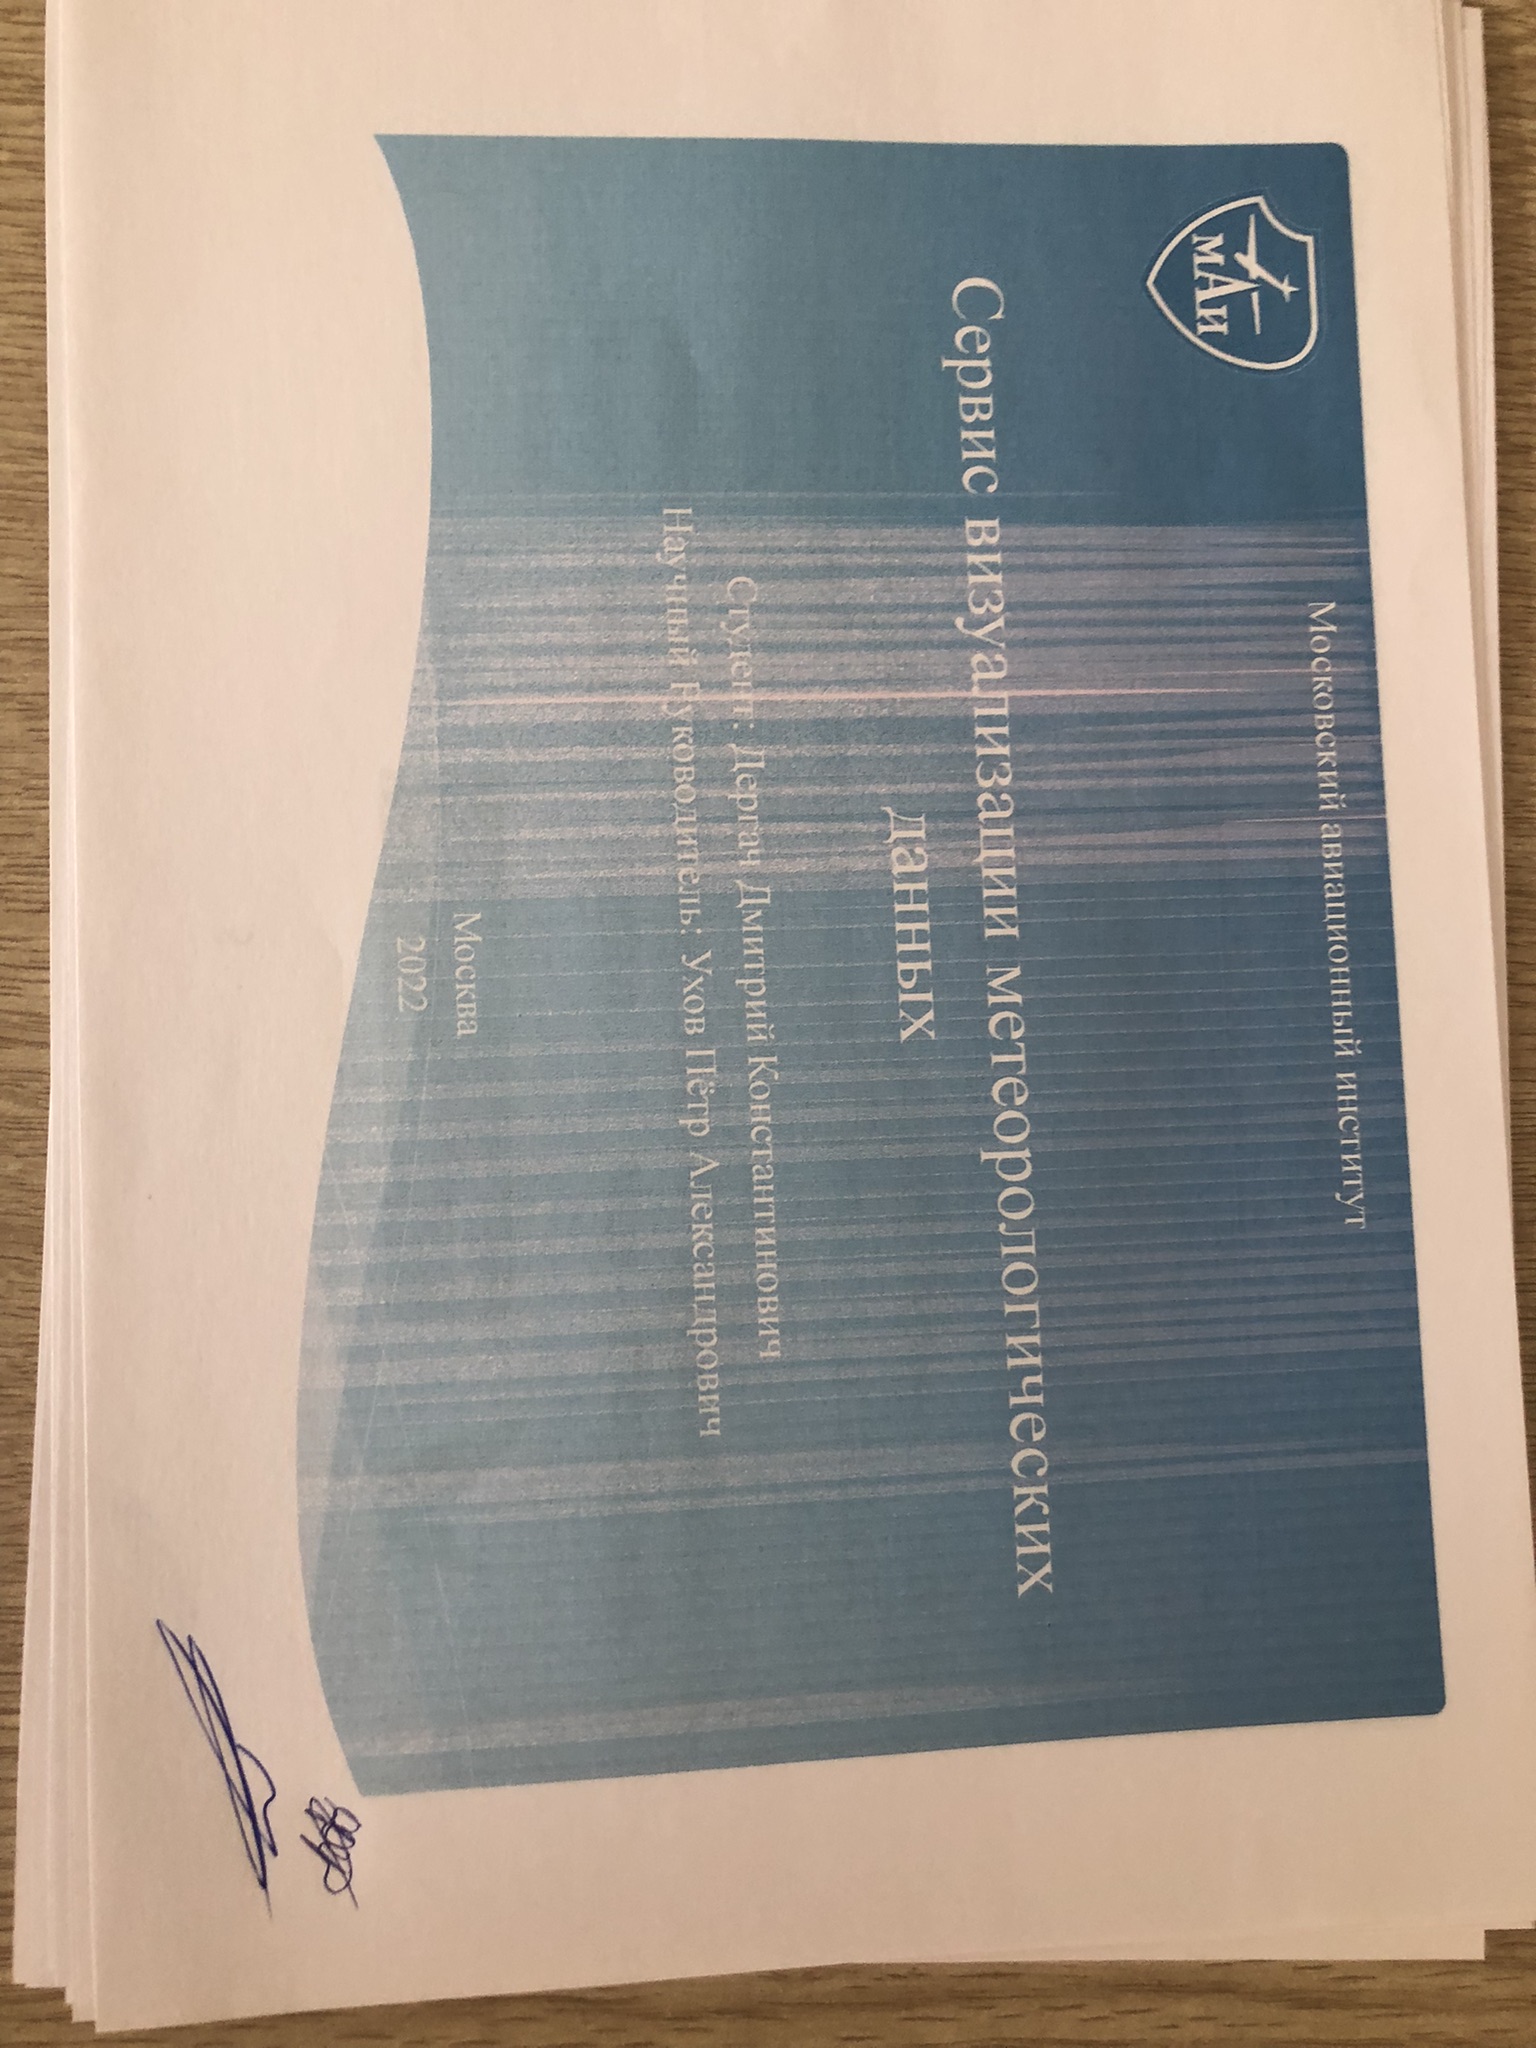 Московский авиационный институт
МАИ
Сервис визуализации метеорологических
данных
Студент: Дергач Дмитрий Константинович
Научный Руководитель: Ухов Пётр Александрович
Москва
2022